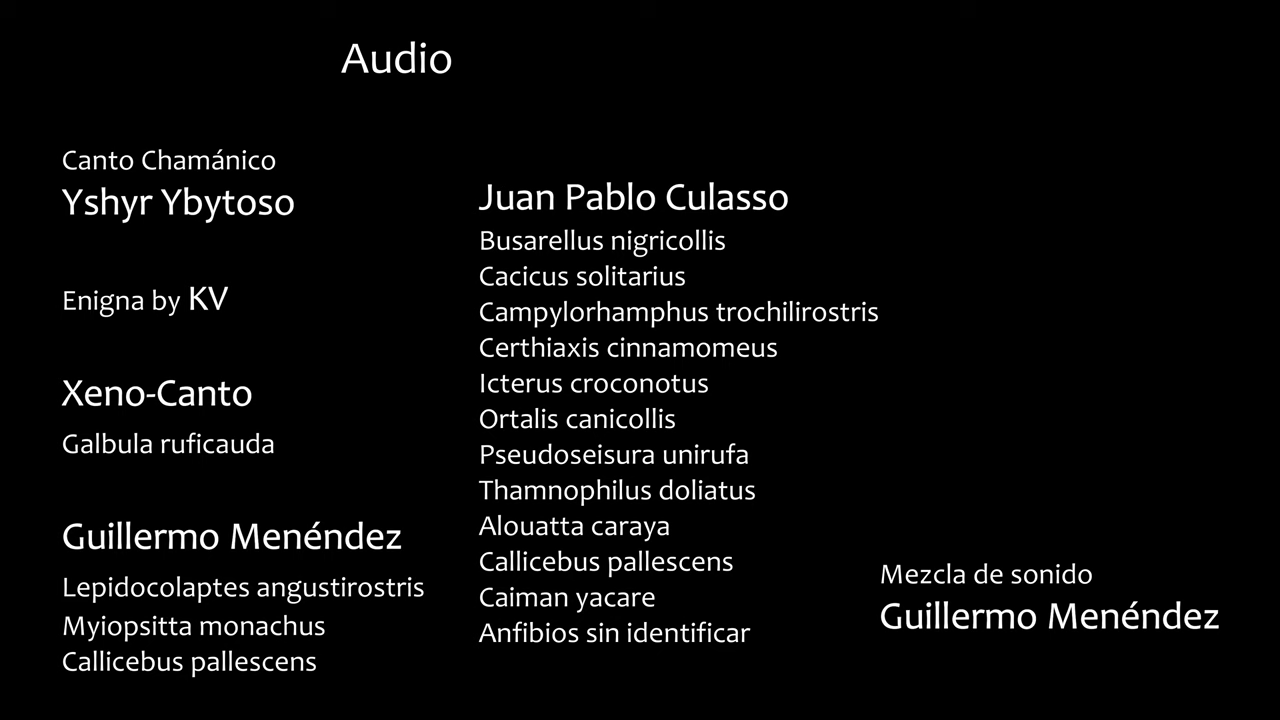 Audio
Canto Chamánico
Yshyr Ybytoso
Enigna by KV
Xeno-Canto
Galbula ruficauda
Guillermo Menéndez
Lepidocolaptes angustirostris
Myiopsitta monachus
Callicebus pallescens
Juan Pablo Culasso
Busarellus nigricollis
Cacicus solitarius
Campylorhamphus trochilirostris
Certhiaxis cinnamomeus
Icterus croconotus
Ortalis canicollis
Pseudoseisura unirufa
Thamnophilus doliatus
Alouatta caraya
Callicebus pallescens
Caiman yacare
Anfibios sin identificar
Mezcla de sonido
Guillermo Menéndez